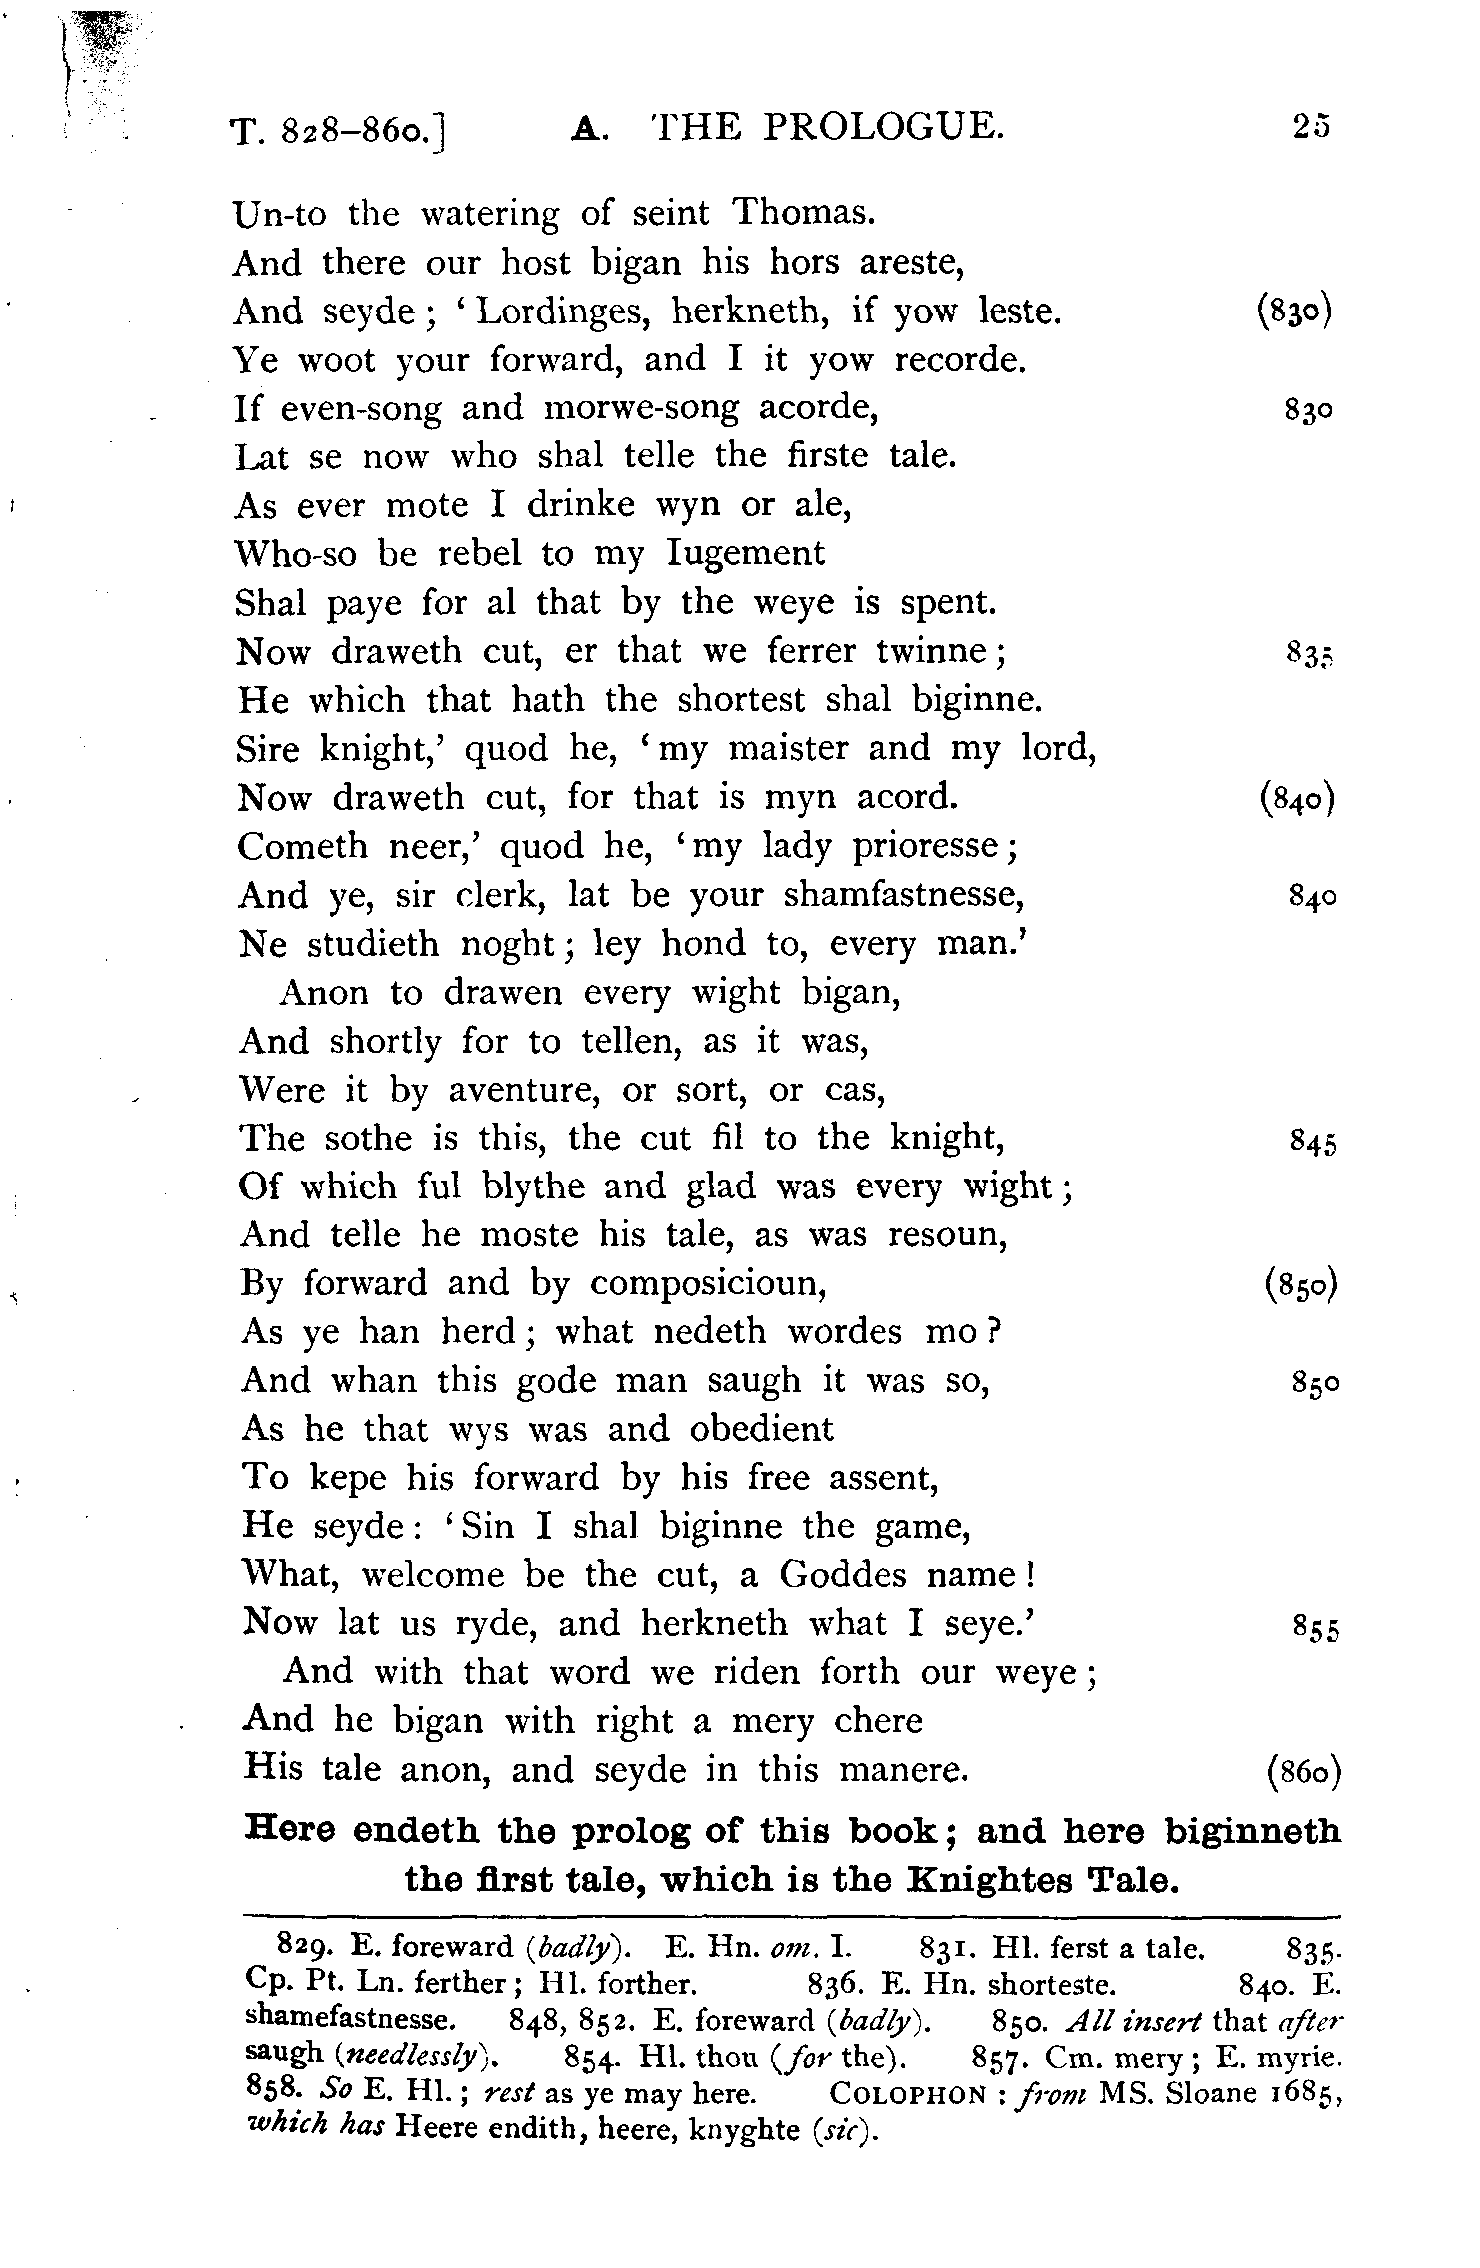 T. 828–860.] A. THE PROLOGUE. 25
Un-to the watering of seint Thomas.
And there our host bigan his hors areste,
And seyde ; ‘ Lordinges, herkneth, if yow leste. (830)
Ye woot your forward, and I it yow recorde.
If even-song and morwe-song acorde, 830
Lat se now who shal telle the firste tale.
As ever mote I drinke wyn or ale,
Who-so be rebel to my Iugement
Shal paye for al that by the weye is spent.
Now draweth cut, er that we ferrer twinne ; 835
He which that hath the shortest shal biginne.
Sire knight,’ quod he, ‘ my maister and my lord,
Now draweth cut, for that is myn acord. (840)
Cometh neer,’ quod he, ‘ my lady prioresse ;
And ye, sir clerk, lat be your shamfastnesse, 840
Ne studieth noght ; ley hond to, every man.’
Anon to drawen every wight bigan,
And shortly for to tellen, as it was,
Were it by aventure, or sort, or cas,
The sothe is this, the cut fil to the knight, 845
Of which ful blythe and glad was every wight ;
And telle he moste his tale, as was resoun,
By forward and by composicioun, (850)
As ye han herd ; what nedeth wordes mo ?
And whan this gode man saugh it was so, 850
As he that wys was and obedient
To kepe his forward by his free assent,
He seyde : ‘ Sin I shal biginne the game,
What, welcome be the cut, a Goddes name !
Now lat us ryde, and herkneth what I seye.’ 855
And with that word we riden forth our weye ;
And he bigan with right a mery chere
His tale anon, and seyde in this manere. (860)
Here endeth the prolog of this book ; and here biginneth
the first tale, which is the Knightes Tale.
829. E. foreward (badly). E. Hn. om. I. 831. Hl. ferst a tale. 835.
Cp. Pt. Ln. ferther ; Hl. forther. 836. E. Hn. shorteste. 840. E.
shamefastnesse. 848, 852. E. foreward (badly). 850. All insert that after
saugh (needlessly). 854. Hl. thou (for the). 857. Cm. mery ; E. myrie.
858. So E. Hl. ; rest as ye may here. COLOPHON : from MS. Sloane 1685,
which has Heere endith, heere, knyghte (sic).